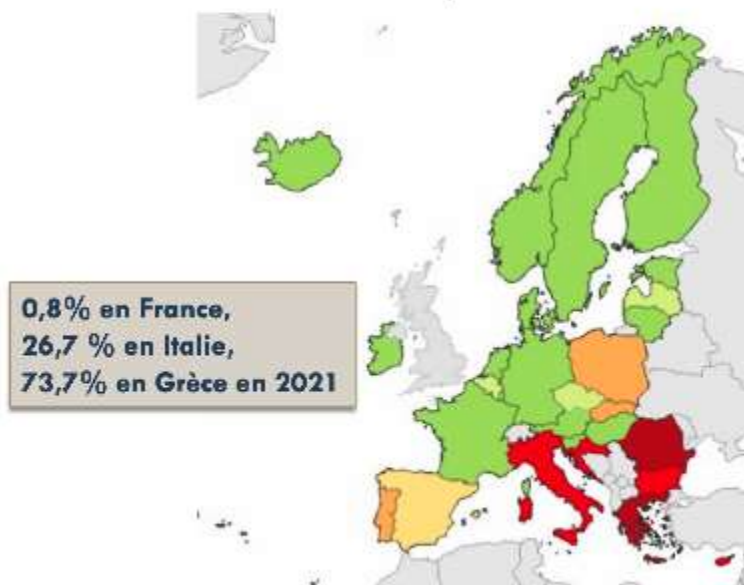 0,8% en France,
26,7 % en Italie,
73,7% en Grèce en 2021